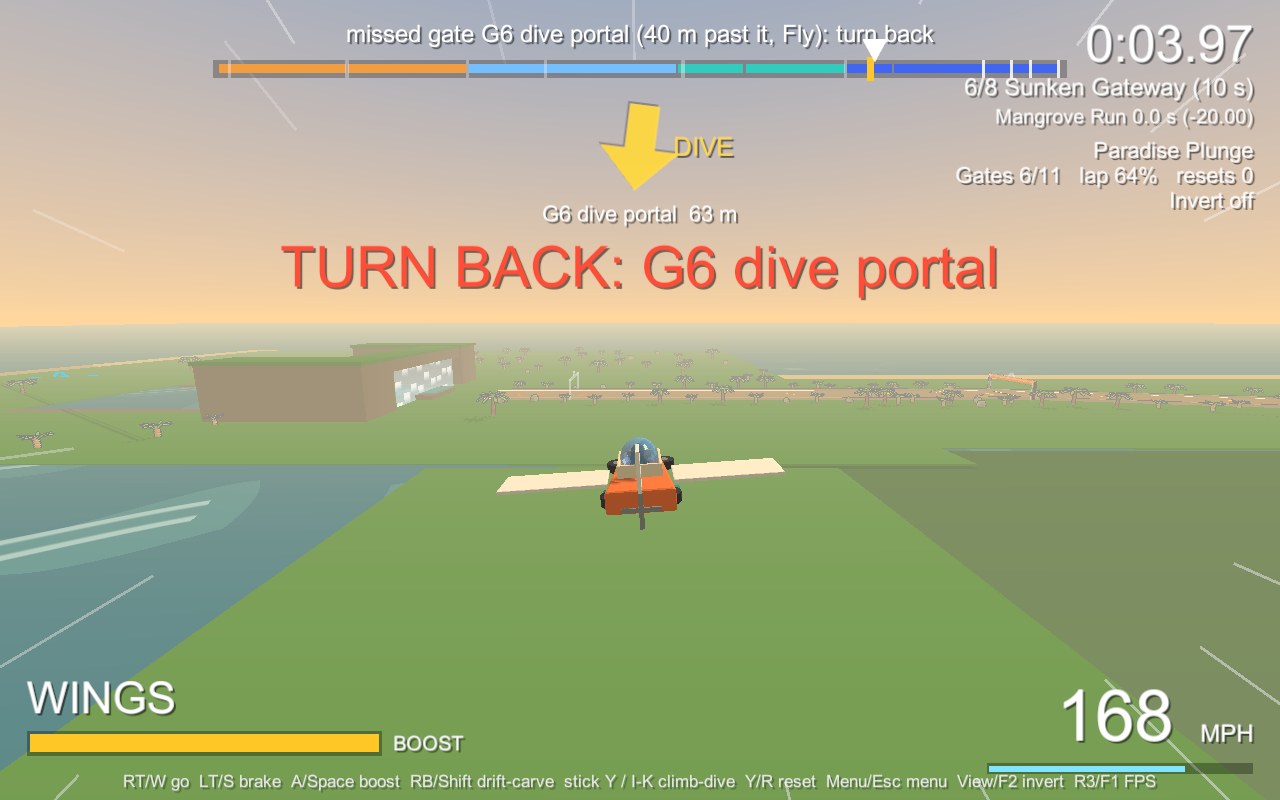 missed gate G6 dive portal (40 m past it, Fly): turn back
0:03.97
6/8 Sunken Gateway (10 s)
Mangrove Run 0.0 s (-20.00)
DIVE
Paradise Plunge
Gates 6/11 lap 64% resets 0
Invert off
G6 dive portal 63 m
TURN BACK: G6 dive portal
WINGS
BOOST
168 MPH
RT/W go LT/S brake A/Space boost RB/Shift drift-carve stick Y / I-K climb-dive Y/R reset Menu/Esc menu View/F2 invert R3/F1 FPS